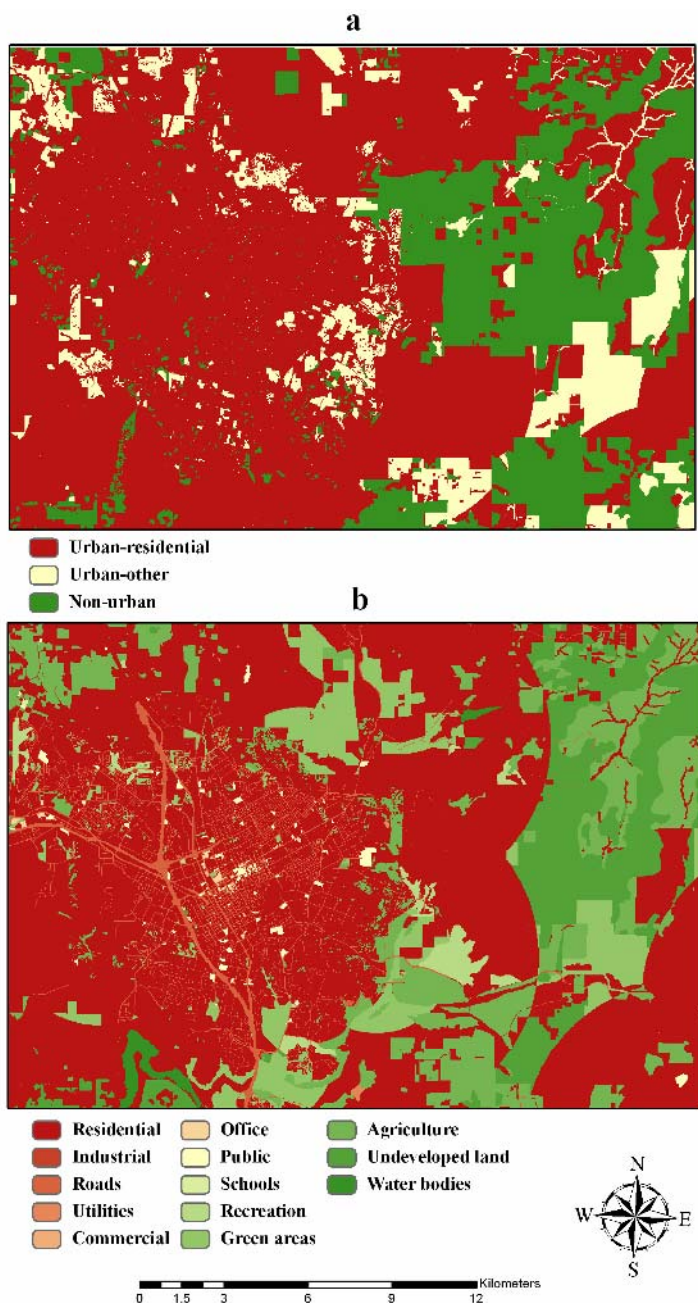 a
Urban-residential
Urban-other
Non-urban
b
Residential
Industrial
Roads
Utilities
Commercial
Office
Public
Schools
Recreation
Green areas
Agriculture
Undeveloped land
Water bodies
N
W E
S
Kilometers
0 1.5 3 6 9 12